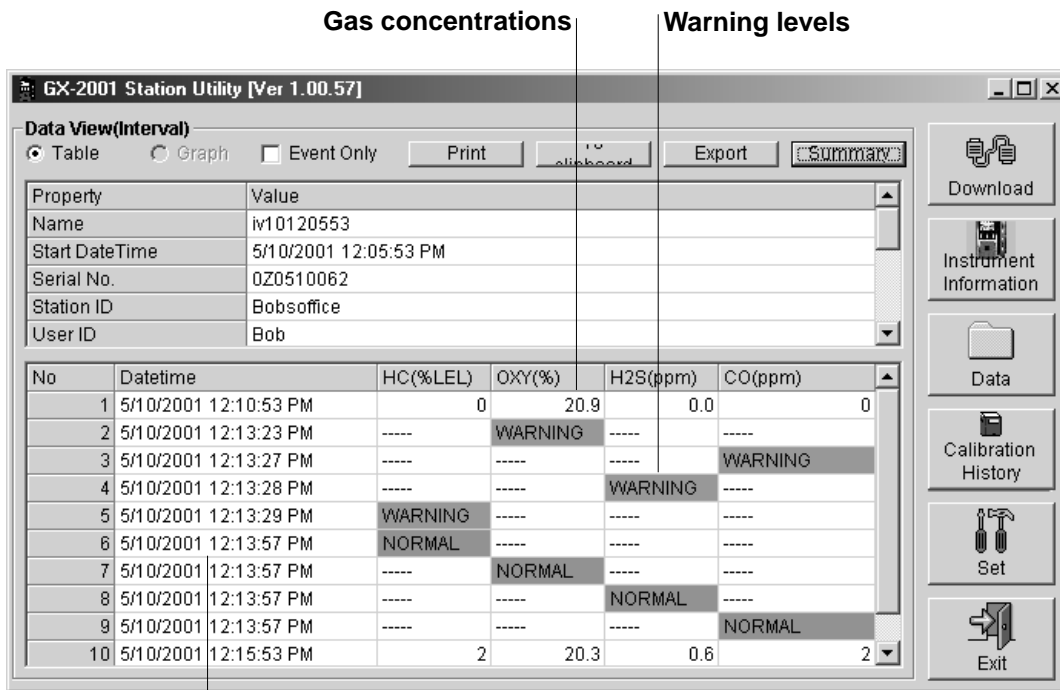 Gas concentrations Warning levels
GX-2001 Station Utility [Ver 1.00.57]
Data View(Interval)
Table Graph Event Only Print Export Summary
Property Value
Name iv10120553
Start DateTime 5/10/2001 12:05:53 PM
Serial No. 0Z0510062
Station ID Bobsoffice
User ID Bob
No Datetime HC(%LEL) OXY(%) H2S(ppm) CO(ppm)
1 5/10/2001 12:10:53 PM 0 20.9 0.0 0
2 5/10/2001 12:13:23 PM ----- WARNING ----- -----
3 5/10/2001 12:13:27 PM ----- ----- ----- WARNING
4 5/10/2001 12:13:28 PM ----- ----- WARNING -----
5 5/10/2001 12:13:29 PM WARNING ----- ----- -----
6 5/10/2001 12:13:57 PM NORMAL ----- ----- -----
7 5/10/2001 12:13:57 PM ----- NORMAL ----- -----
8 5/10/2001 12:13:57 PM ----- ----- NORMAL -----
9 5/10/2001 12:13:57 PM ----- ----- ----- NORMAL
10 5/10/2001 12:15:53 PM 2 20.3 0.6 2
Download
Instrument
Information
Data
Calibration
History
Set
Exit